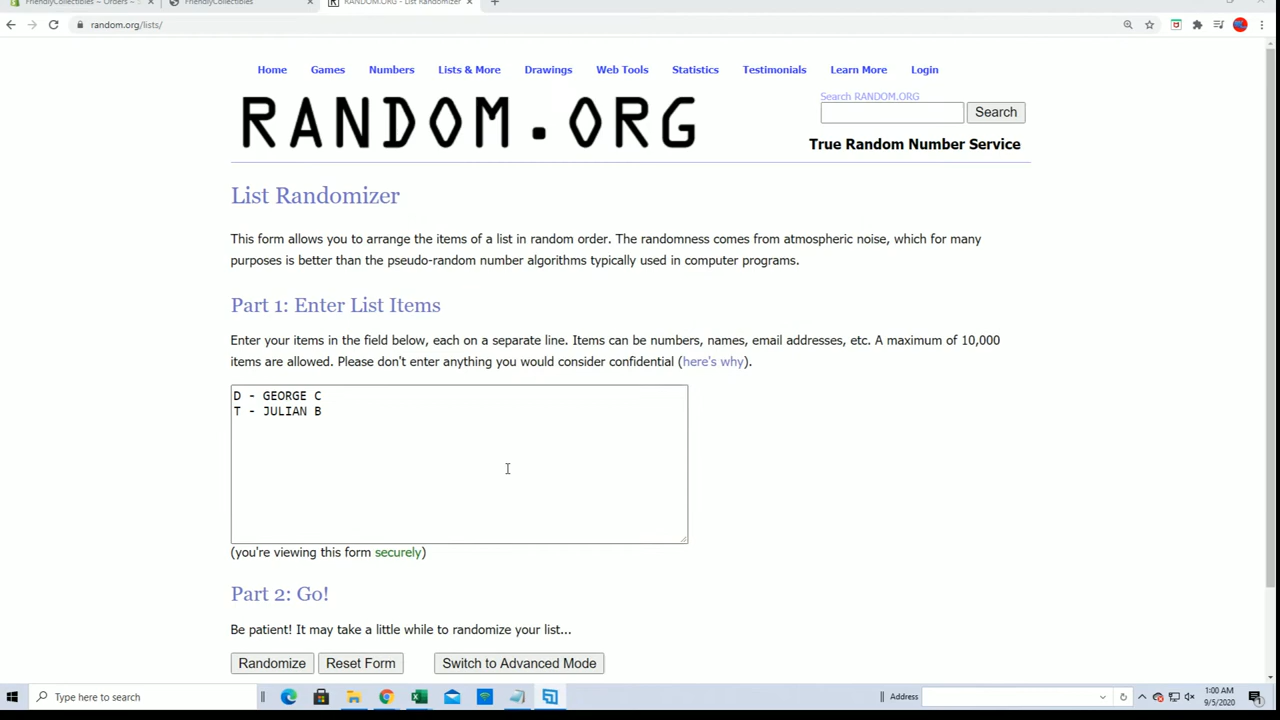 FriendlyCollectibles – Orders – S
FriendlyCollectibles
RANDOM.ORG - List Randomizer
random.org/lists/
Home Games Numbers Lists & More Drawings Web Tools Statistics Testimonials Learn More Login
RANDOM.ORG
Search RANDOM.ORG
Search
True Random Number Service
List Randomizer
This form allows you to arrange the items of a list in random order. The randomness comes from atmospheric noise, which for many
purposes is better than the pseudo-random number algorithms typically used in computer programs.
Part 1: Enter List Items
Enter your items in the field below, each on a separate line. Items can be numbers, names, email addresses, etc. A maximum of 10,000
items are allowed. Please don't enter anything you would consider confidential (here's why).
D - GEORGE C
T - JULIAN B
(you're viewing this form securely)
Part 2: Go!
Be patient! It may take a little while to randomize your list...
Randomize Reset Form Switch to Advanced Mode
Type here to search
Address
1:00 AM
9/5/2020